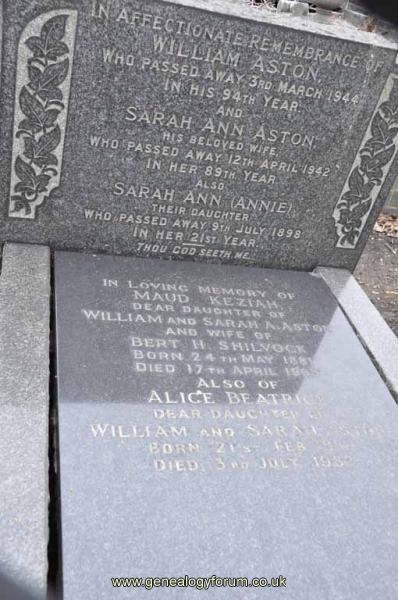 IN AFFECTIONATE REMEMBRANCE OF
WILLIAM ASTON,
WHO PASSED AWAY 3RD MARCH 1944
IN HIS 94TH YEAR.
AND
SARAH ANN ASTON,
HIS BELOVED WIFE,
WHO PASSED AWAY 12TH APRIL 1942
IN HER 89TH YEAR.
ALSO
SARAH ANN (ANNIE),
THEIR DAUGHTER
WHO PASSED AWAY 9TH JULY 1898
IN HER 21ST YEAR.
THOU GOD SEETH ME.
IN LOVING MEMORY OF
MAUD KEZIAH,
DEAR DAUGHTER OF
WILLIAM AND SARAH A. ASTON
AND WIFE OF
BERT H. SHILVOCK
BORN 24TH MAY
DIED 17TH APRIL
ALSO OF
ALICE BEATRICE
DEAR DAUGHTER OF
WILLIAM AND SARAH ASTON
BORN 21ST FEB
DIED 3RD JULY
www.genealogyforum.co.uk